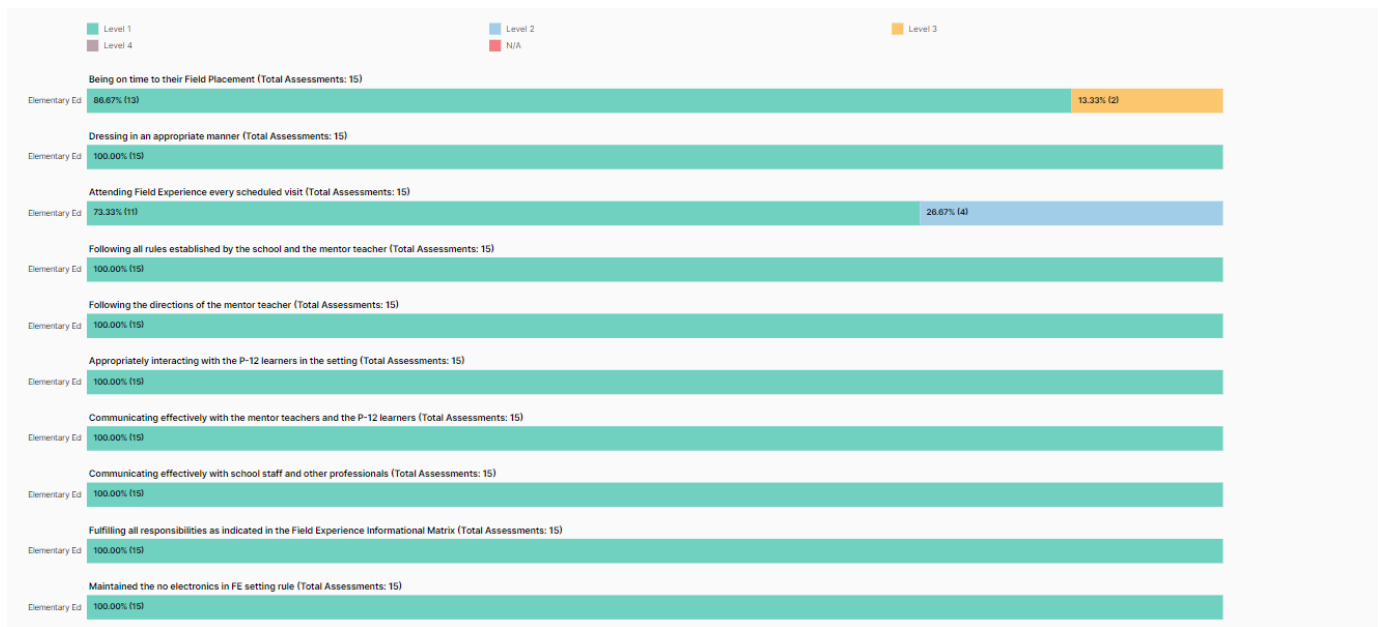 Level 1
Level 2
Level 3
Level 4
N/A
Being on time to their Field Placement (Total Assessments: 15)
Elementary Ed 86.67% (13) 13.33% (2)
Dressing in an appropriate manner (Total Assessments: 15)
Elementary Ed 100.00% (15)
Attending Field Experience every scheduled visit (Total Assessments: 15)
Elementary Ed 73.33% (11) 26.67% (4)
Following all rules established by the school and the mentor teacher (Total Assessments: 15)
Elementary Ed 100.00% (15)
Following the directions of the mentor teacher (Total Assessments: 15)
Elementary Ed 100.00% (15)
Appropriately interacting with the P-12 learners in the setting (Total Assessments: 15)
Elementary Ed 100.00% (15)
Communicating effectively with the mentor teachers and the P-12 learners (Total Assessments: 15)
Elementary Ed 100.00% (15)
Communicating effectively with school staff and other professionals (Total Assessments: 15)
Elementary Ed 100.00% (15)
Fulfilling all responsibilities as indicated in the Field Experience Informational Matrix (Total Assessments: 15)
Elementary Ed 100.00% (15)
Maintained the no electronics in FE setting rule (Total Assessments: 15)
Elementary Ed 100.00% (15)